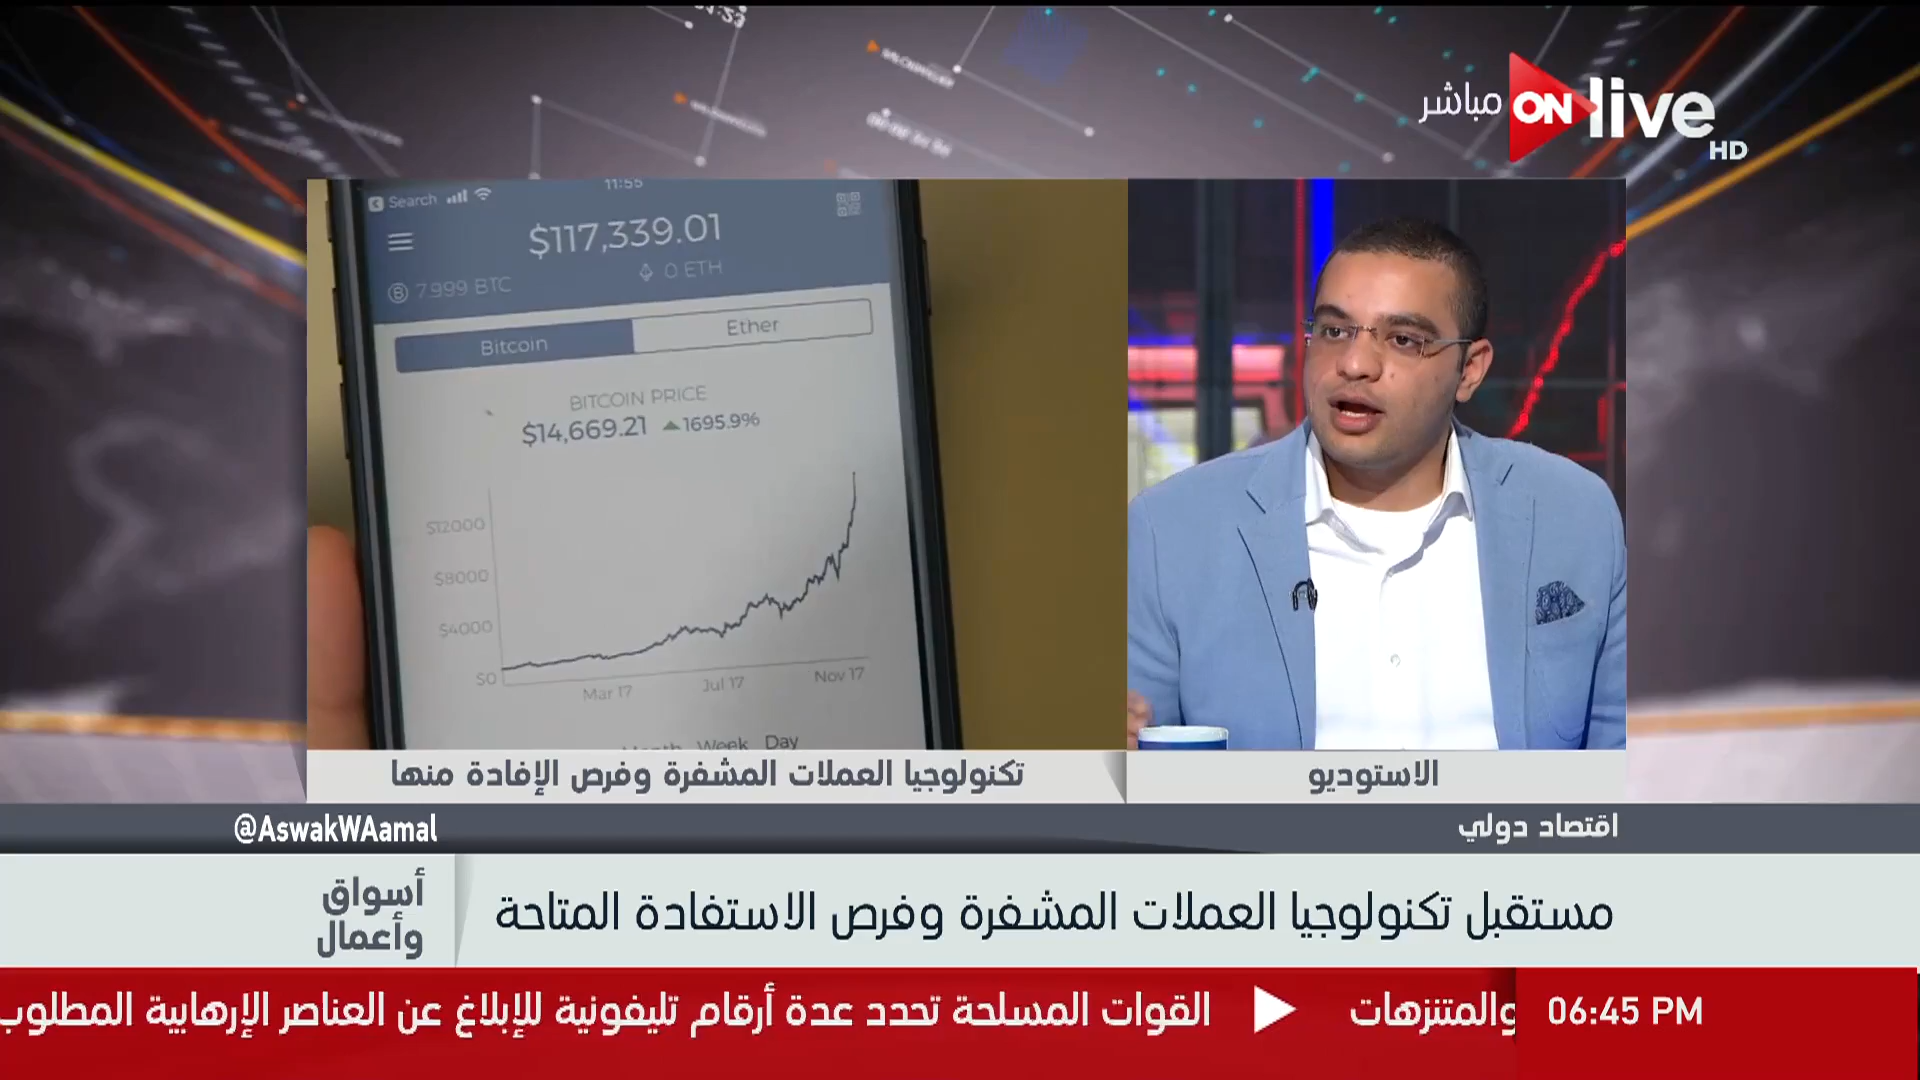 مباشر ON live
HD
Search
11:55
$117,339.01
7.999 BTC
0 ETH
Bitcoin
Ether
BITCOIN PRICE
$14,669.21 ▲1695.9%
$12000
$8000
$4000
$0
Mar 17
Jul 17
Nov 17
Month Week Day
تكنولوجيا العملات المشفرة وفرص الإفادة منها
الاستوديو
اقتصاد دولي
@AswakWAamal
مستقبل تكنولوجيا العملات المشفرة وفرص الاستفادة المتاحة
أسواق
وأعمال
06:45 PM
والمتنزهات
القوات المسلحة تحدد عدة أرقام تليفونية للإبلاغ عن العناصر الإرهابية المطلوب